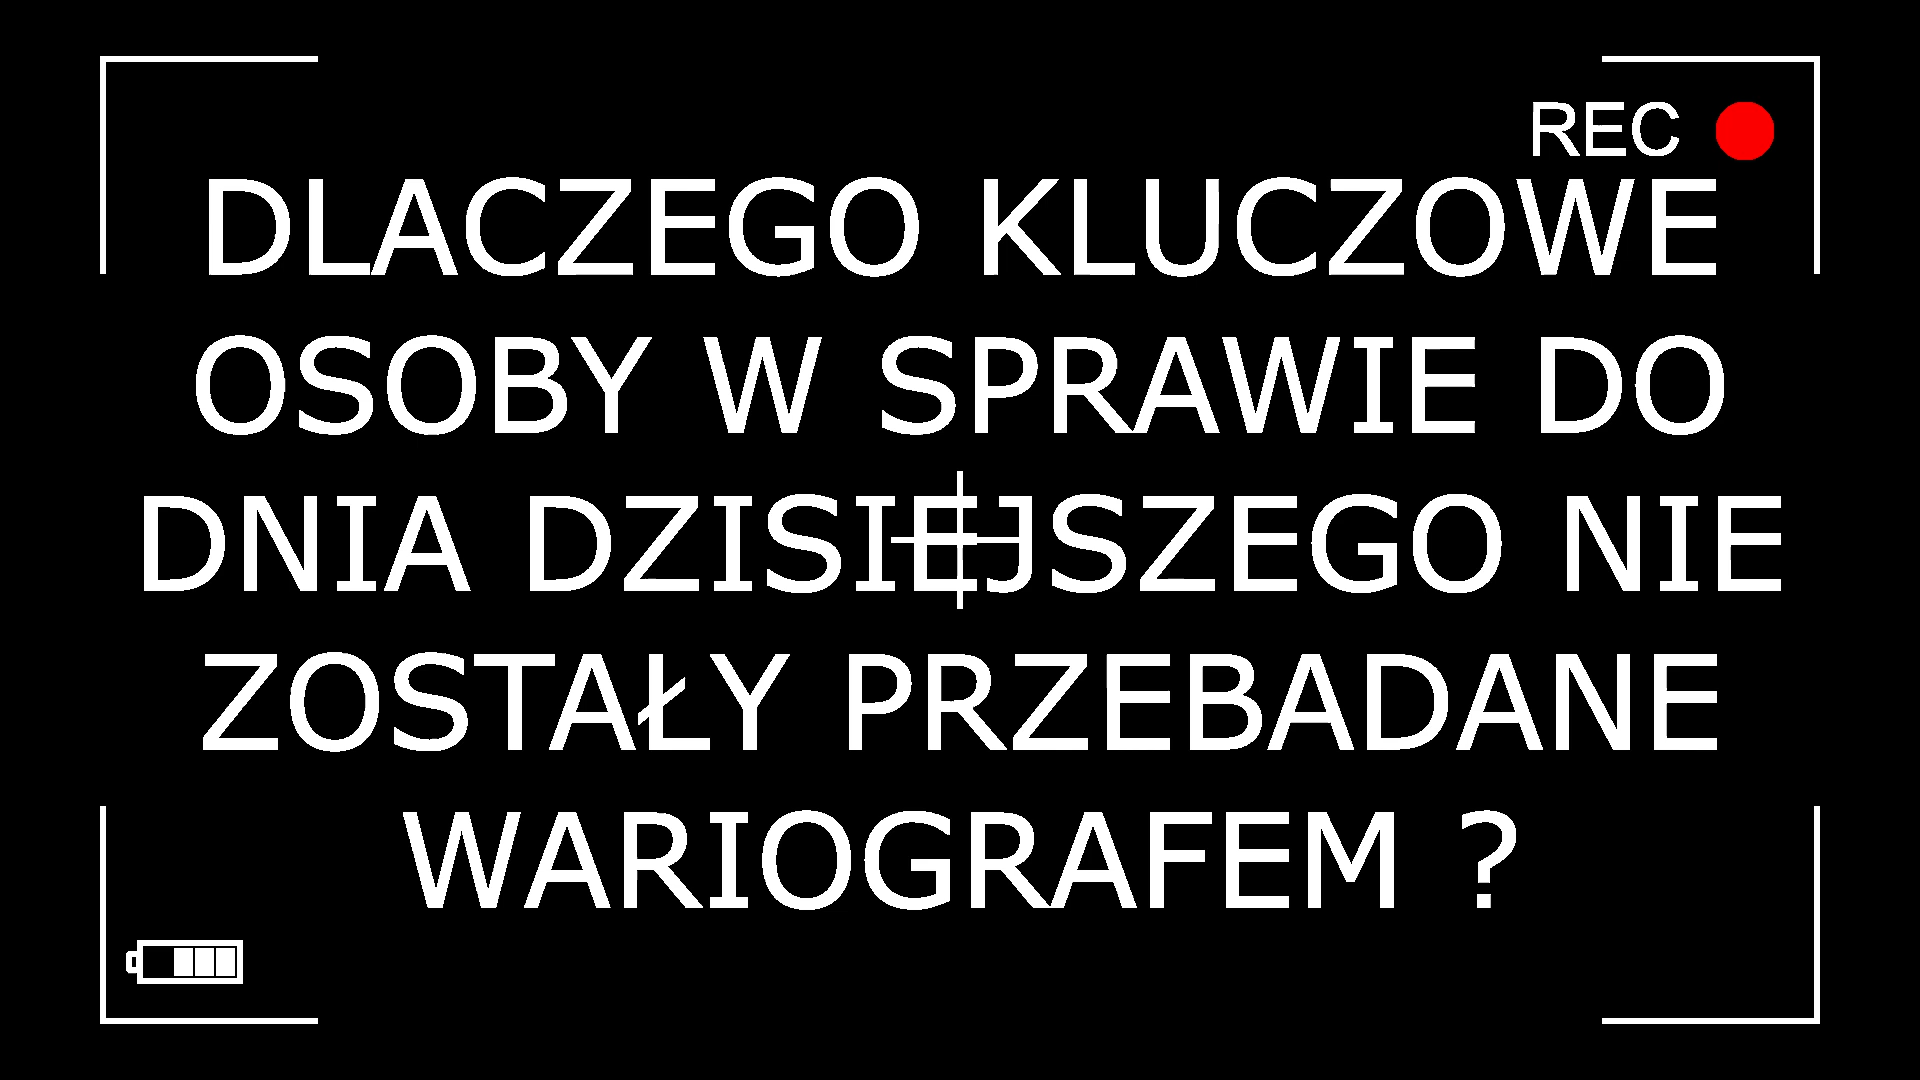 REC
DLACZEGO KLUCZOWE
OSOBY W SPRAWIE DO
DNIA DZISIEJSZEGO NIE
ZOSTAŁY PRZEBADANE
WARIOGRAFEM ?